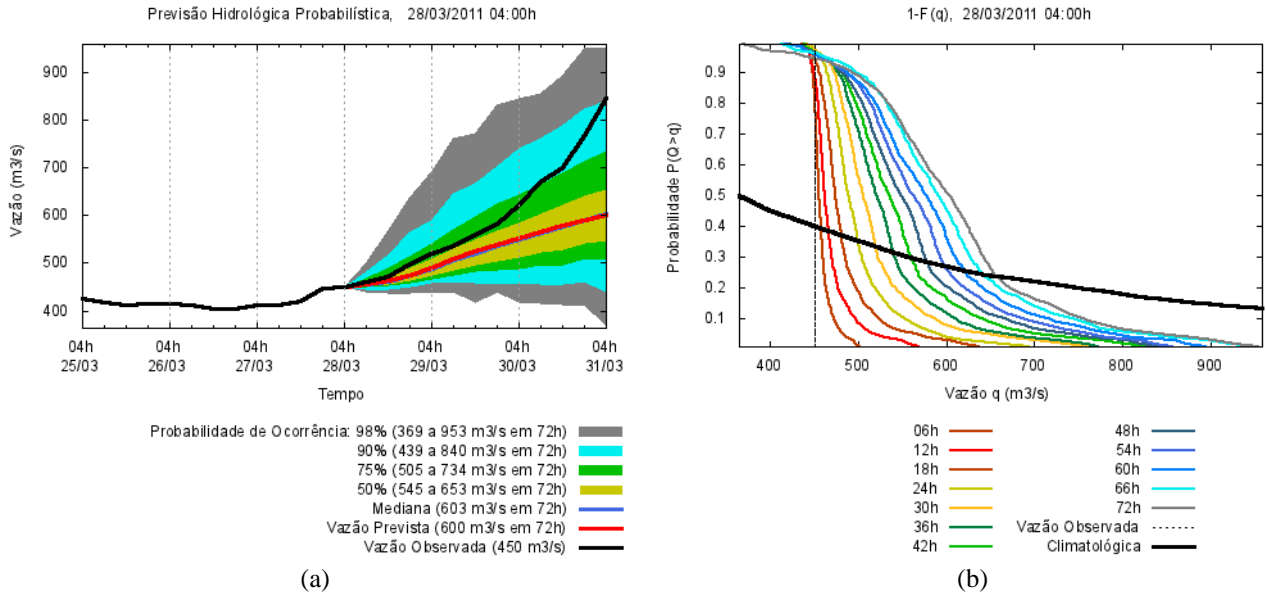 Previsão Hidrológica Probabilística, 28/03/2011 04:00h
Vazão (m3/s)
900
800
700
600
500
400
04h 04h 04h 04h 04h 04h 04h
25/03 26/03 27/03 28/03 29/03 30/03 31/03
Tempo
Probabilidade de Ocorrência: 98% (369 a 953 m3/s em 72h)
90% (439 a 840 m3/s em 72h)
75% (505 a 734 m3/s em 72h)
50% (545 a 653 m3/s em 72h)
Mediana (603 m3/s em 72h)
Vazão Prevista (600 m3/s em 72h)
Vazão Observada (450 m3/s)
(a)
1-F(q), 28/03/2011 04:00h
Probabilidade P(Q>q)
0.9
0.8
0.7
0.6
0.5
0.4
0.3
0.2
0.1
400 500 600 700 800 900
Vazão q (m3/s)
06h
12h
18h
24h
30h
36h
42h
48h
54h
60h
66h
72h
Vazão Observada
Climatológica
(b)